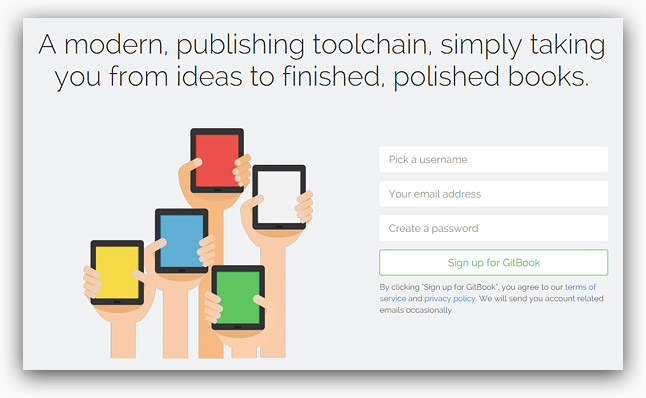 A modern, publishing toolchain, simply taking
you from ideas to finished, polished books.
Pick a username
Your email address
Create a password
Sign up for GitBook
By clicking "Sign up for GitBook", you agree to our terms of
service and privacy policy. We will send you account related
emails occasionally.